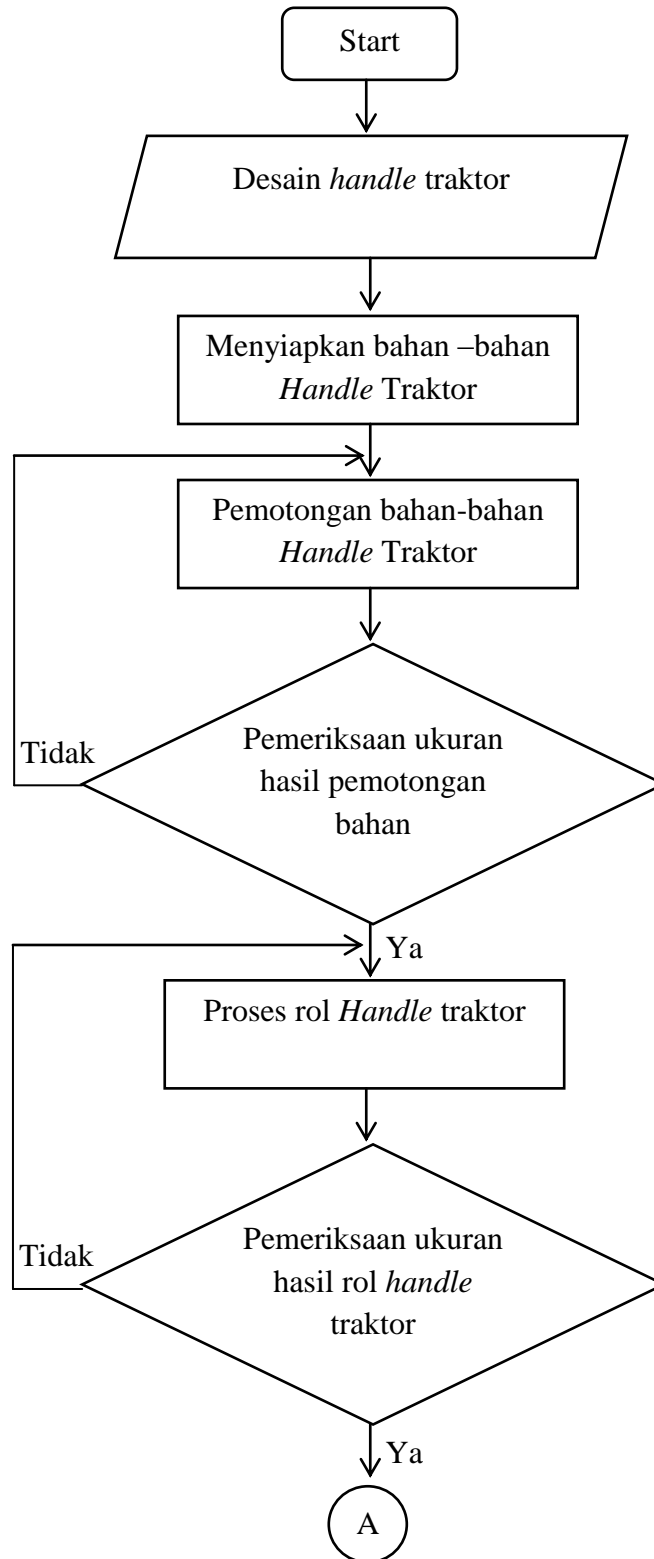 Start
Desain handle traktor
Menyiapkan bahan –bahan
Handle Traktor
Pemotongan bahan-bahan
Handle Traktor
Tidak
Pemeriksaan ukuran
hasil pemotongan
bahan
Ya
Proses rol Handle traktor
Tidak
Pemeriksaan ukuran
hasil rol handle
traktor
Ya
A